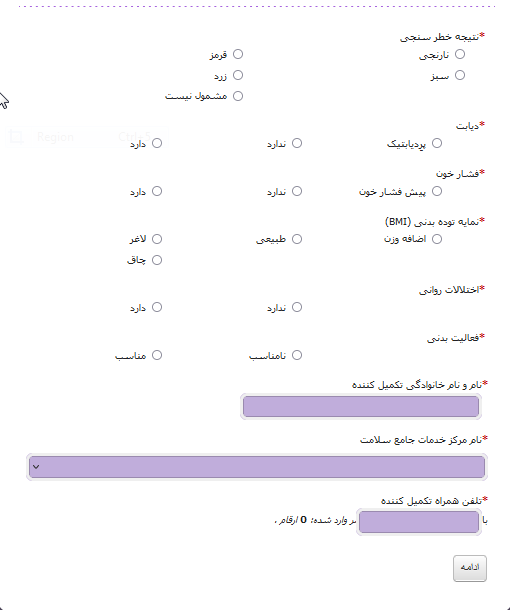 *نتیجه خطر سنجی
نارنجی قرمز
سبز زرد
مشمول نیست
*دیابت
پردیابتیک ندارد دارد
*فشار خون
پیش فشار خون ندارد دارد
*نمایه توده بدنی (BMI)
اضافه وزن طبیعی لاغر
چاق
*اختلالات روانی
ندارد دارد
*فعالیت بدنی
نامناسب مناسب
*نام و نام خانوادگی تکمیل کننده
*نام مرکز خدمات جامع سلامت
*تلفن همراه تکمیل کننده
با ر وارد شده؛ 0 ارقام .
ادامه